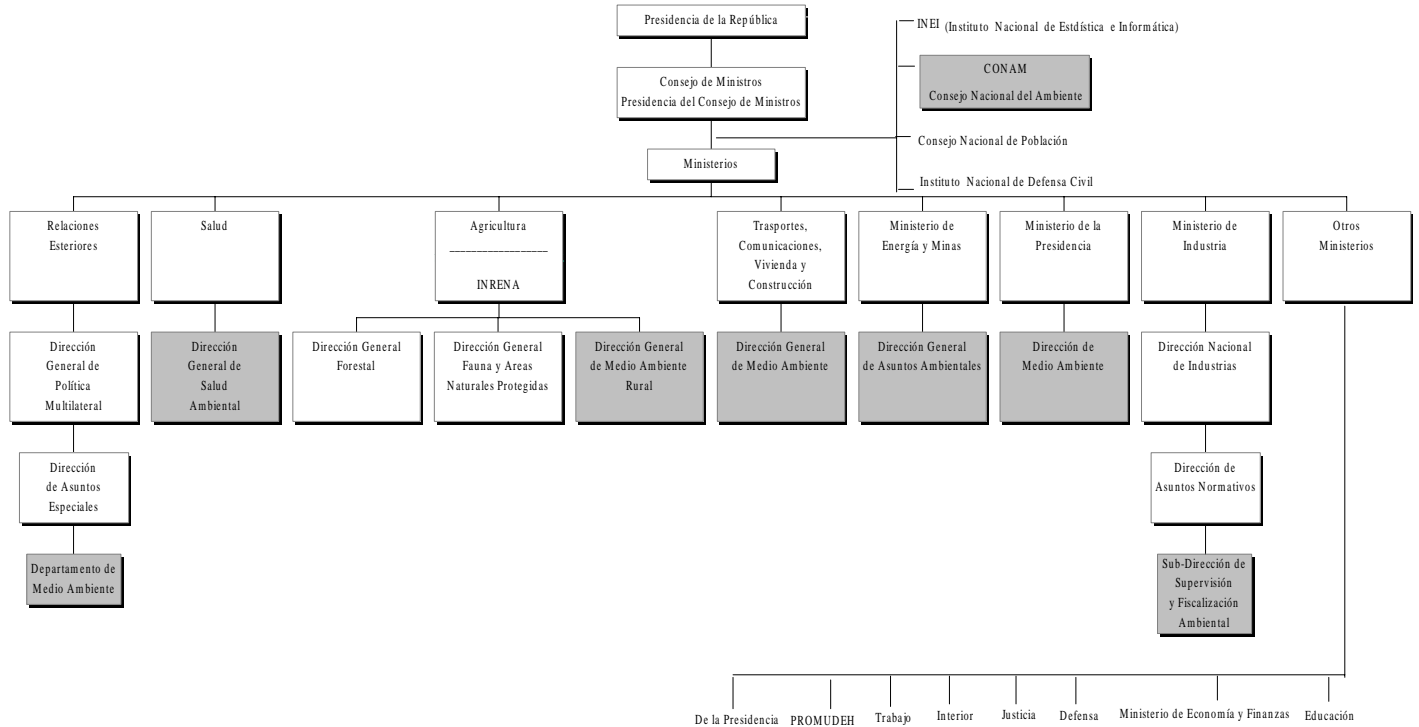 Presidencia de la República
INEI (Instituto Nacional de Estdística e Informática)
CONAM
Consejo Nacional del Ambiente
Consejo de Ministros
Presidencia del Consejo de Ministros
Consejo Nacional de Población
Ministerios
Instituto Nacional de Defensa Civil
Relaciones
Esteriores
Salud
Agricultura
__________________
INRENA
Trasportes,
Comunicaciones,
Vivienda y
Construcción
Ministerio de
Energía y Minas
Ministerio de la
Presidencia
Ministerio de
Industria
Otros
Ministerios
Dirección
General de
Política
Multilateral
Dirección
General de
Salud
Ambiental
Dirección General
Forestal
Dirección General
Fauna y Areas
Naturales Protegidas
Dirección General
de Medio Ambiente
Rural
Dirección General
de Medio Ambiente
Dirección General
de Asuntos Ambientales
Dirección de
Medio Ambiente
Dirección Nacional
de Industrias
Dirección
de Asuntos
Especiales
Dirección de
Asuntos Normativos
Departamento de
Medio Ambiente
Sub-Dirección de
Supervisión
y Fiscalización
Ambiental
De la Presidencia
PROMUDEH
Trabajo
Interior
Justicia
Defensa
Ministerio de Economía y Finanzas
Educación